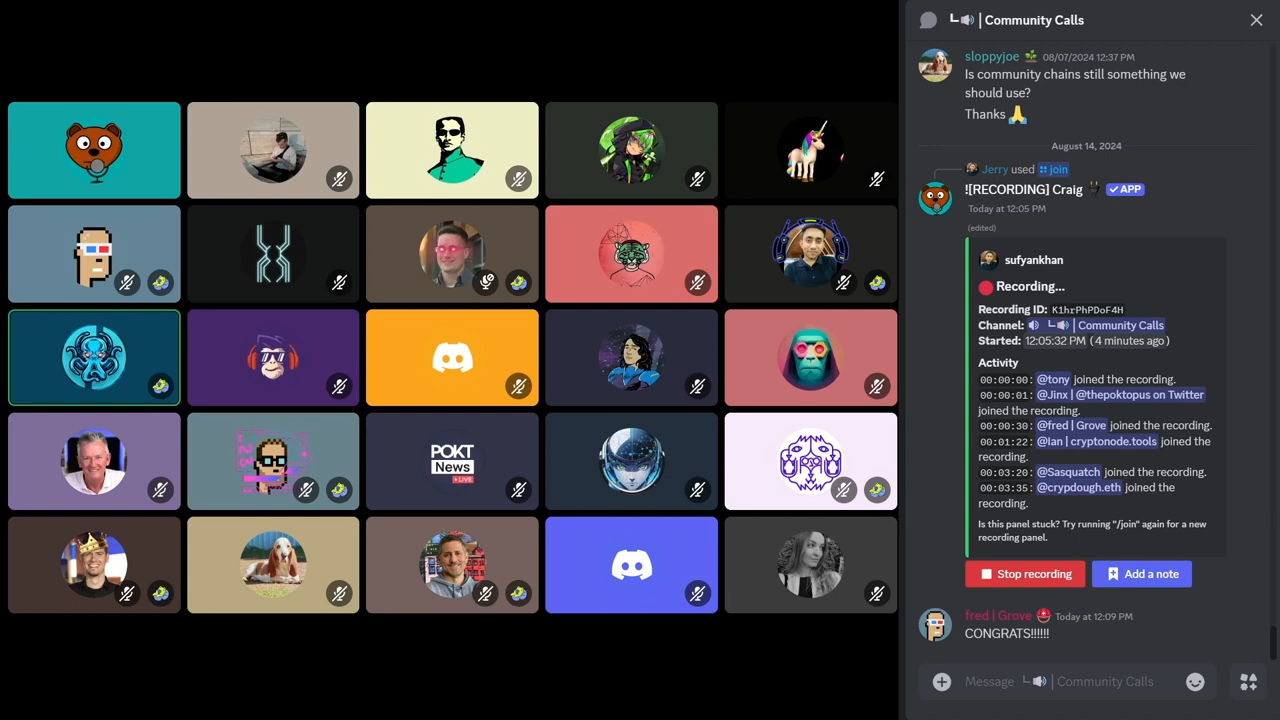 └🔊 | Community Calls
sloppyjoe 08/07/2024 12:37 PM
Is community chains still something we
should use?
Thanks 🙏
August 14, 2024
Jerry used join
![RECORDING] Craig ✓ APP
Today at 12:05 PM
(edited)
sufyankhan
🔴 Recording...
Recording ID: K1hrPhPDoF4H
Channel: └🔊 | Community Calls
Started: 12:05:32 PM (4 minutes ago)
Activity
00:00:00: @tony joined the recording.
00:00:01: @Jinx | @thepoktopus on Twitter
joined the recording.
00:00:30: @fred | Grove joined the recording.
00:01:22: @Ian | cryptonode.tools joined the
recording.
00:03:20: @Sasquatch joined the recording.
00:03:35: @crypdough.eth joined the
recording.
Is this panel stuck? Try running "/join" again for a new
recording panel.
Stop recording Add a note
fred | Grove Today at 12:09 PM
CONGRATS!!!!!!
Message └🔊 | Community Calls
POKT
News
LIVE